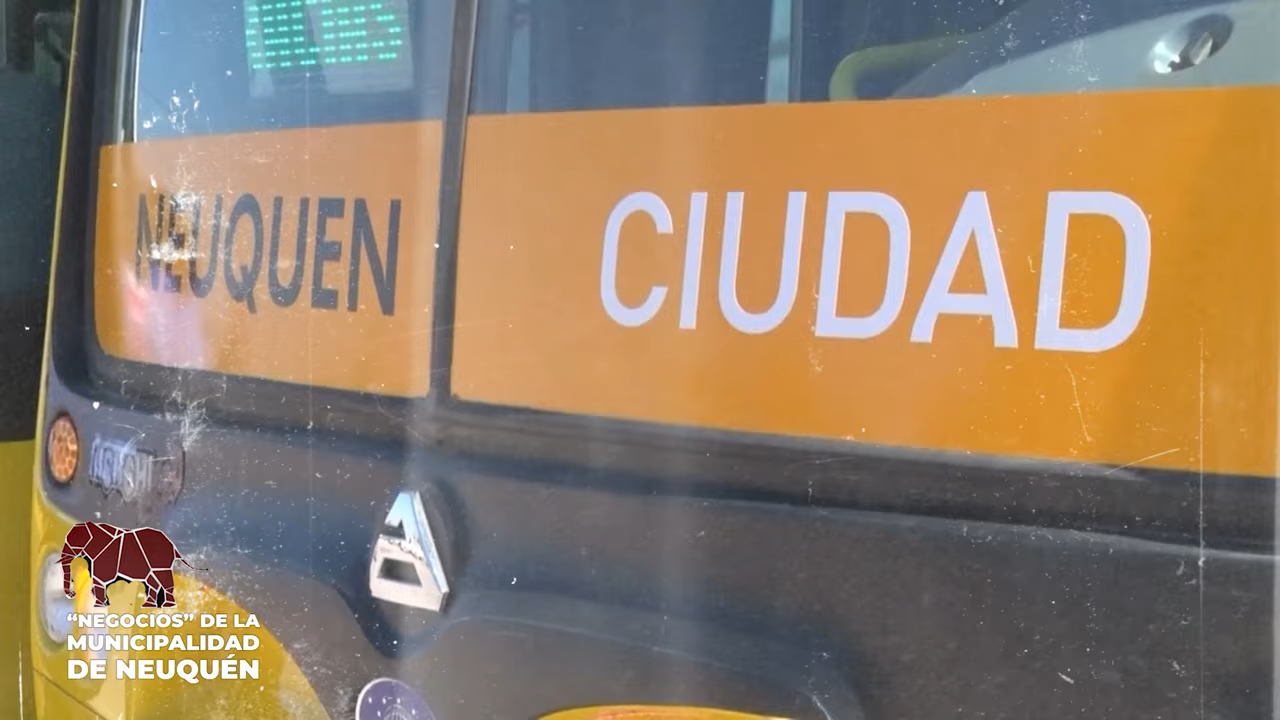 NEUQUEN
CIUDAD
“NEGOCIOS” DE LA
MUNICIPALIDAD
DE NEUQUÉN